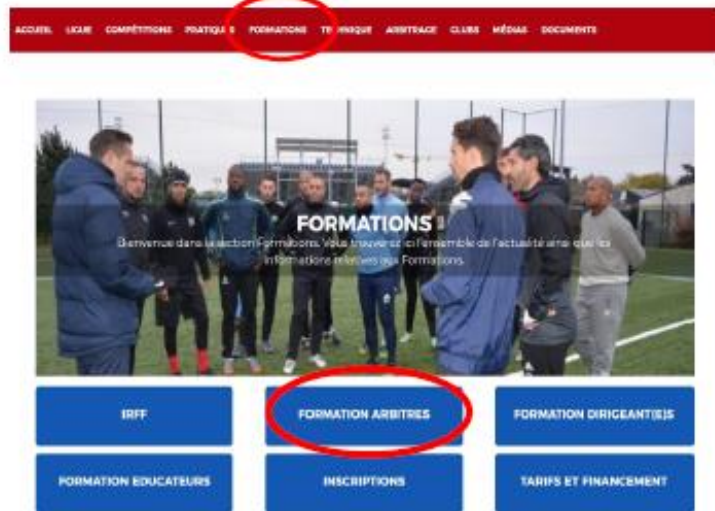 ACCUEIL LIGUE COMPÉTITIONS PRATIQUES FORMATIONS TECHNIQUE ARBITRAGE CLUBS MÉDIAS DOCUMENTS
FORMATIONS
Bienvenue dans la section Formations. Vous trouverez ici l'ensemble de l'actualité ainsi que les
informations relatives aux Formations.
IRFF
FORMATION ARBITRES
FORMATION DIRIGEANT(E)S
FORMATION EDUCATEURS
INSCRIPTIONS
TARIFS ET FINANCEMENT